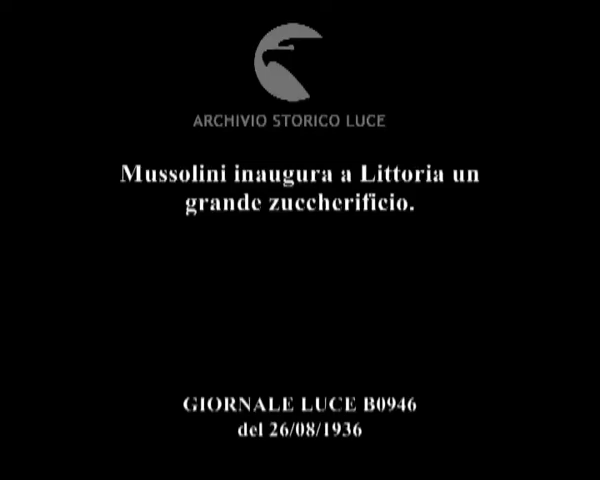 ARCHIVIO STORICO LUCE
Mussolini inaugura a Littoria un
grande zuccherificio.
GIORNALE LUCE B0946
del 26/08/1936